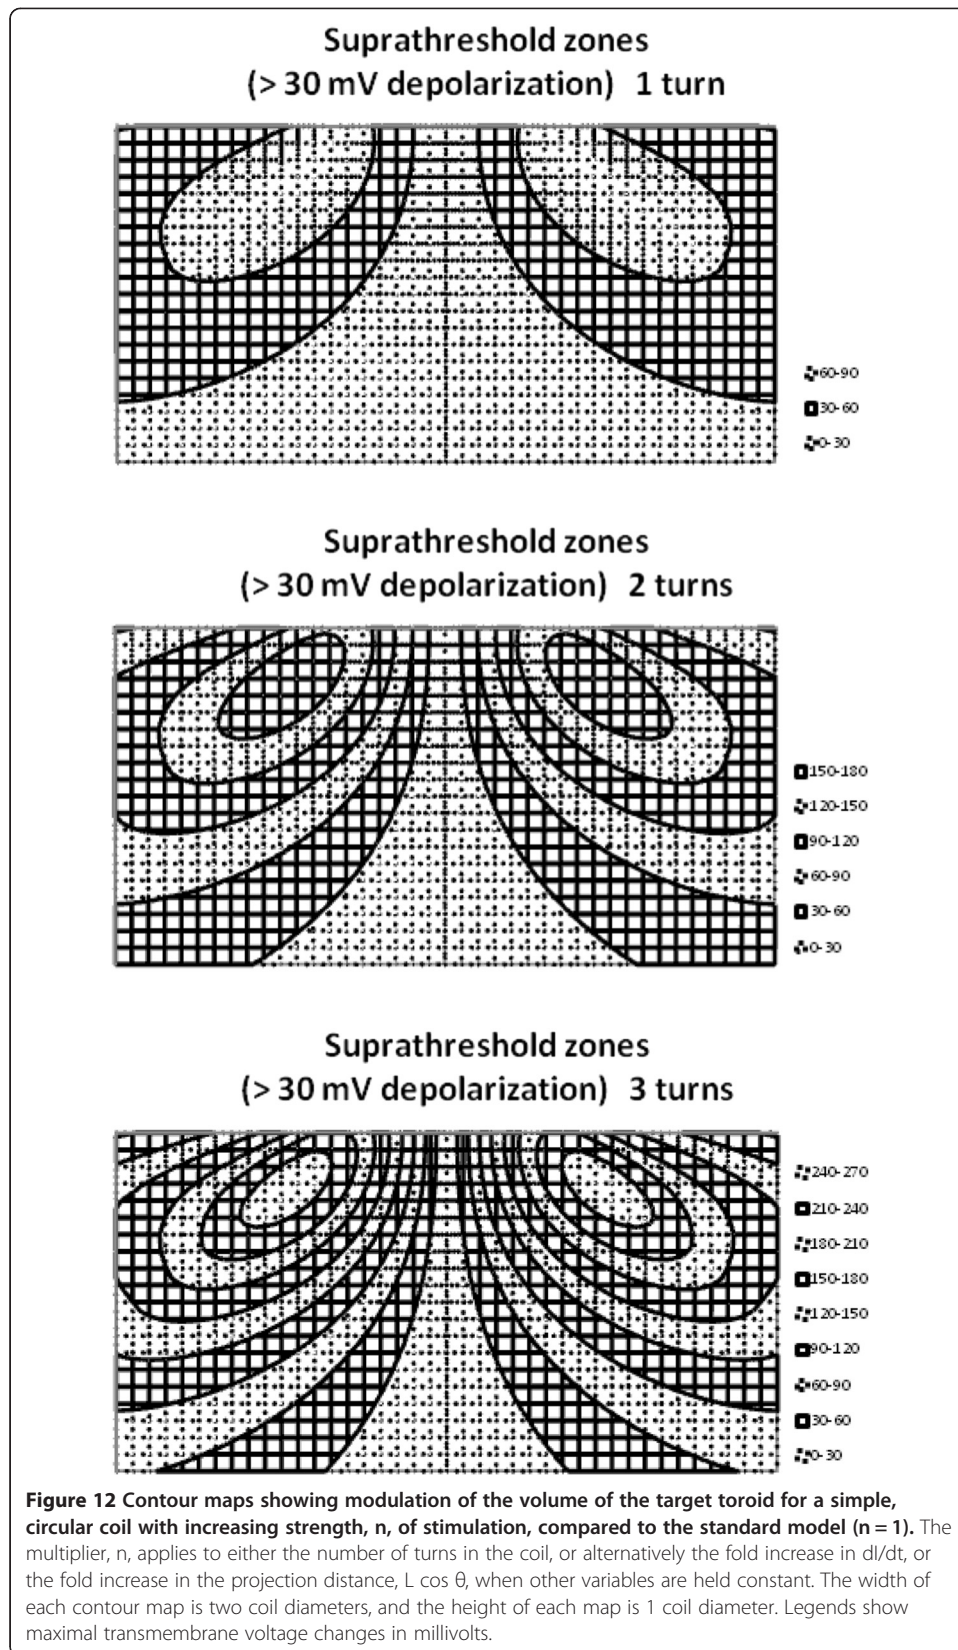 Suprathreshold zones
(> 30 mV depolarization) 1 turn
60-90
30-60
0-30
Suprathreshold zones
(> 30 mV depolarization) 2 turns
150-180
120-150
90-120
60-90
30-60
0-30
Suprathreshold zones
(> 30 mV depolarization) 3 turns
240-270
210-240
180-210
150-180
120-150
90-120
60-90
30-60
0-30
Figure 12 Contour maps showing modulation of the volume of the target toroid for a simple,
circular coil with increasing strength, n, of stimulation, compared to the standard model (n = 1). The
multiplier, n, applies to either the number of turns in the coil, or alternatively the fold increase in dI/dt, or
the fold increase in the projection distance, L cos θ, when other variables are held constant. The width of
each contour map is two coil diameters, and the height of each map is 1 coil diameter. Legends show
maximal transmembrane voltage changes in millivolts.